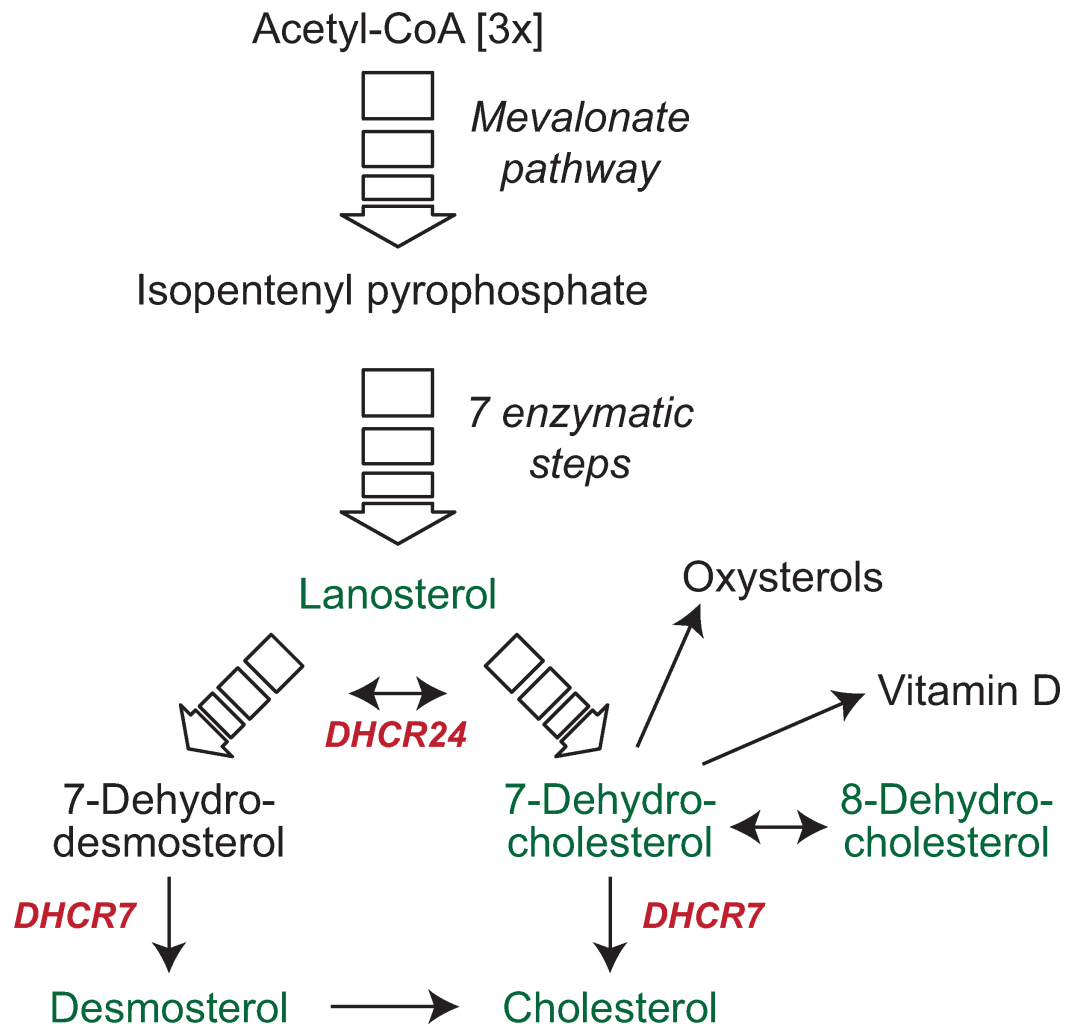 Acetyl-CoA [3x]
Mevalonate
pathway
Isopentenyl pyrophosphate
7 enzymatic
steps
Lanosterol
Oxysterols
Vitamin D
DHCR24
7-Dehydro-
desmosterol
7-Dehydro-
cholesterol
8-Dehydro-
cholesterol
DHCR7
DHCR7
Desmosterol
Cholesterol